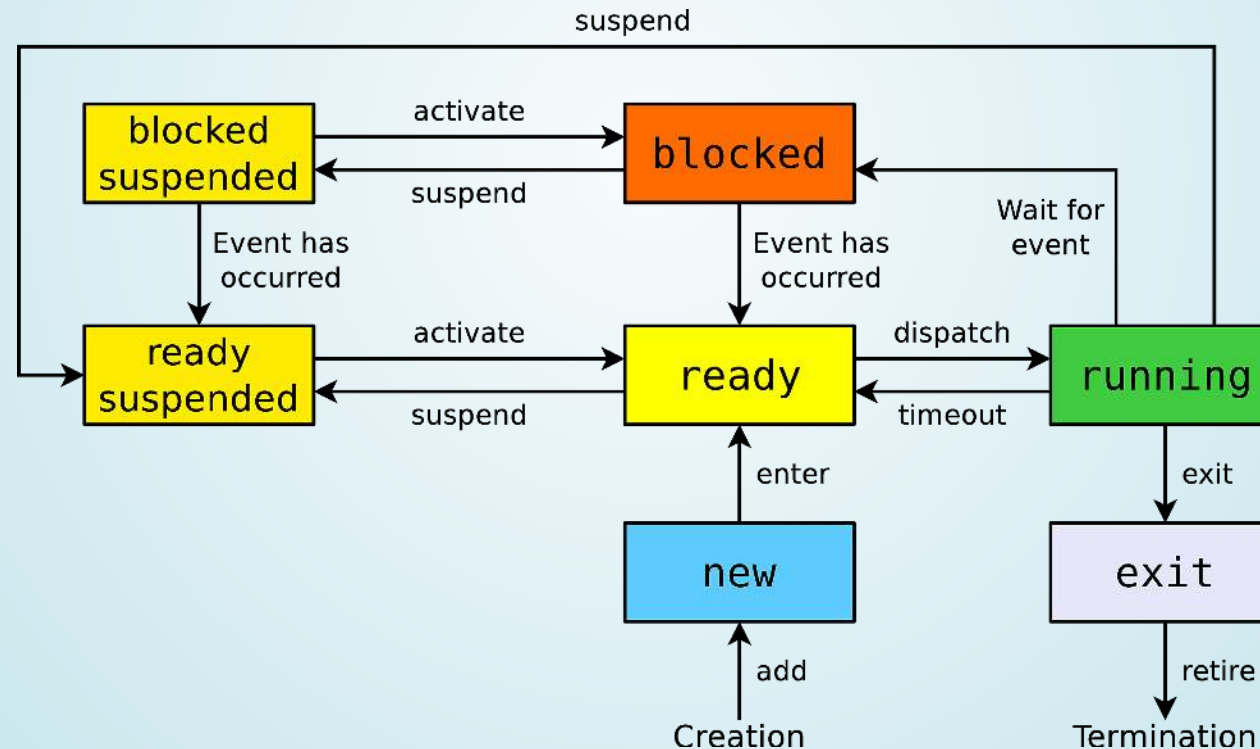 suspend
activate
blocked
suspended
blocked
suspend
Wait for
event
Event has
occurred
Event has
occurred
activate
dispatch
ready
suspended
ready
running
suspend
timeout
enter
exit
new
exit
add
retire
Creation
Termination